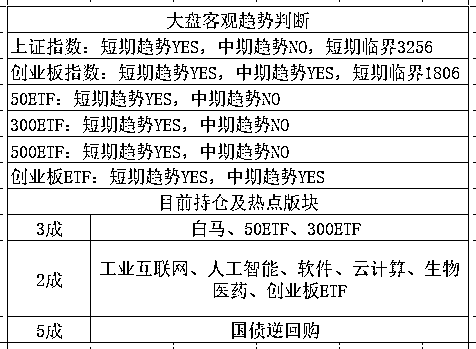 大盘客观趋势判断
上证指数：短期趋势YES，中期趋势NO，短期临界3256
创业板指数：短期趋势YES，中期趋势YES，短期临界1806
50ETF：短期趋势YES，中期趋势NO
300ETF：短期趋势YES，中期趋势NO
500ETF：短期趋势YES，中期趋势NO
创业板ETF：短期趋势YES，中期趋势YES
目前持仓及热点版块
3成 白马、50ETF、300ETF
2成 工业互联网、人工智能、软件、云计算、生物
医药、创业板ETF
5成 国债逆回购